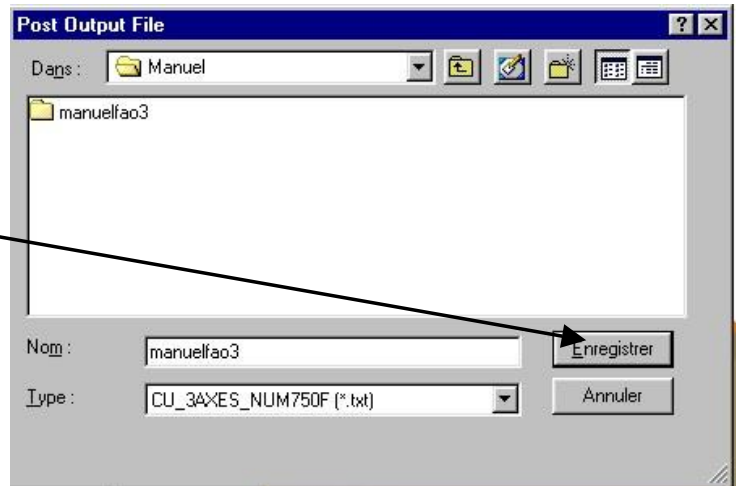 Post Output File
Dans : Manuel
manuelfao3
Nom : manuelfao3 Enregistrer
Type : CU_3AXES_NUM750F (*.txt) Annuler